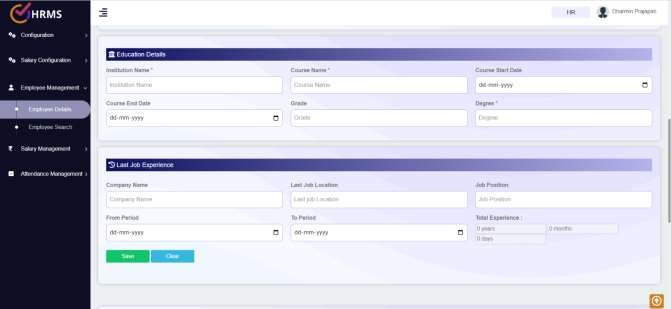 HRMS
HR
Dharmin Prajapati
Configuration
Salary Configuration
Employee Management
Employee Details
Employee Search
Salary Management
Attendance Management
Education Details
Institution Name * Course Name * Course Start Date
Institution Name Course Name dd-mm-yyyy
Course End Date Grade Degree *
dd-mm-yyyy Grade Degree
Last Job Experience
Company Name Last Job Location Job Position
Company Name Last job Location Job Position
From Period To Period Total Experience :
dd-mm-yyyy dd-mm-yyyy 0 years 0 months
0 days
Save Clear